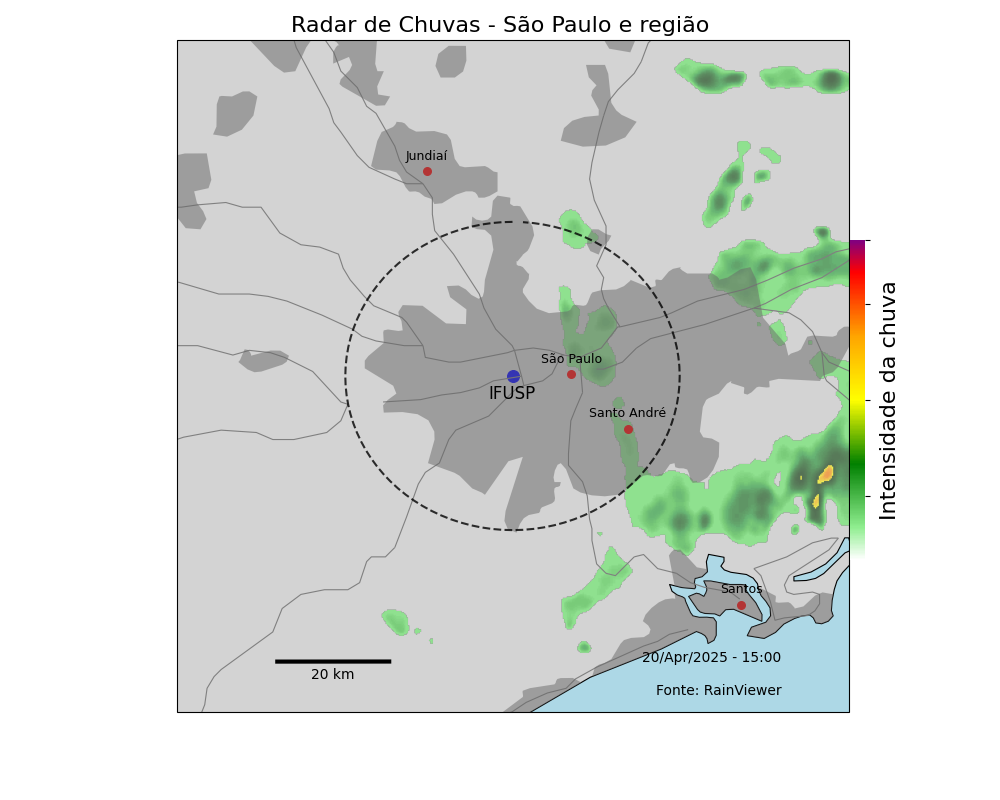 Radar de Chuvas - São Paulo e região
Jundiaí
São Paulo
IFUSP
Santo André
Intensidade da chuva
Santos
20/Apr/2025 - 15:00
20 km
Fonte: RainViewer